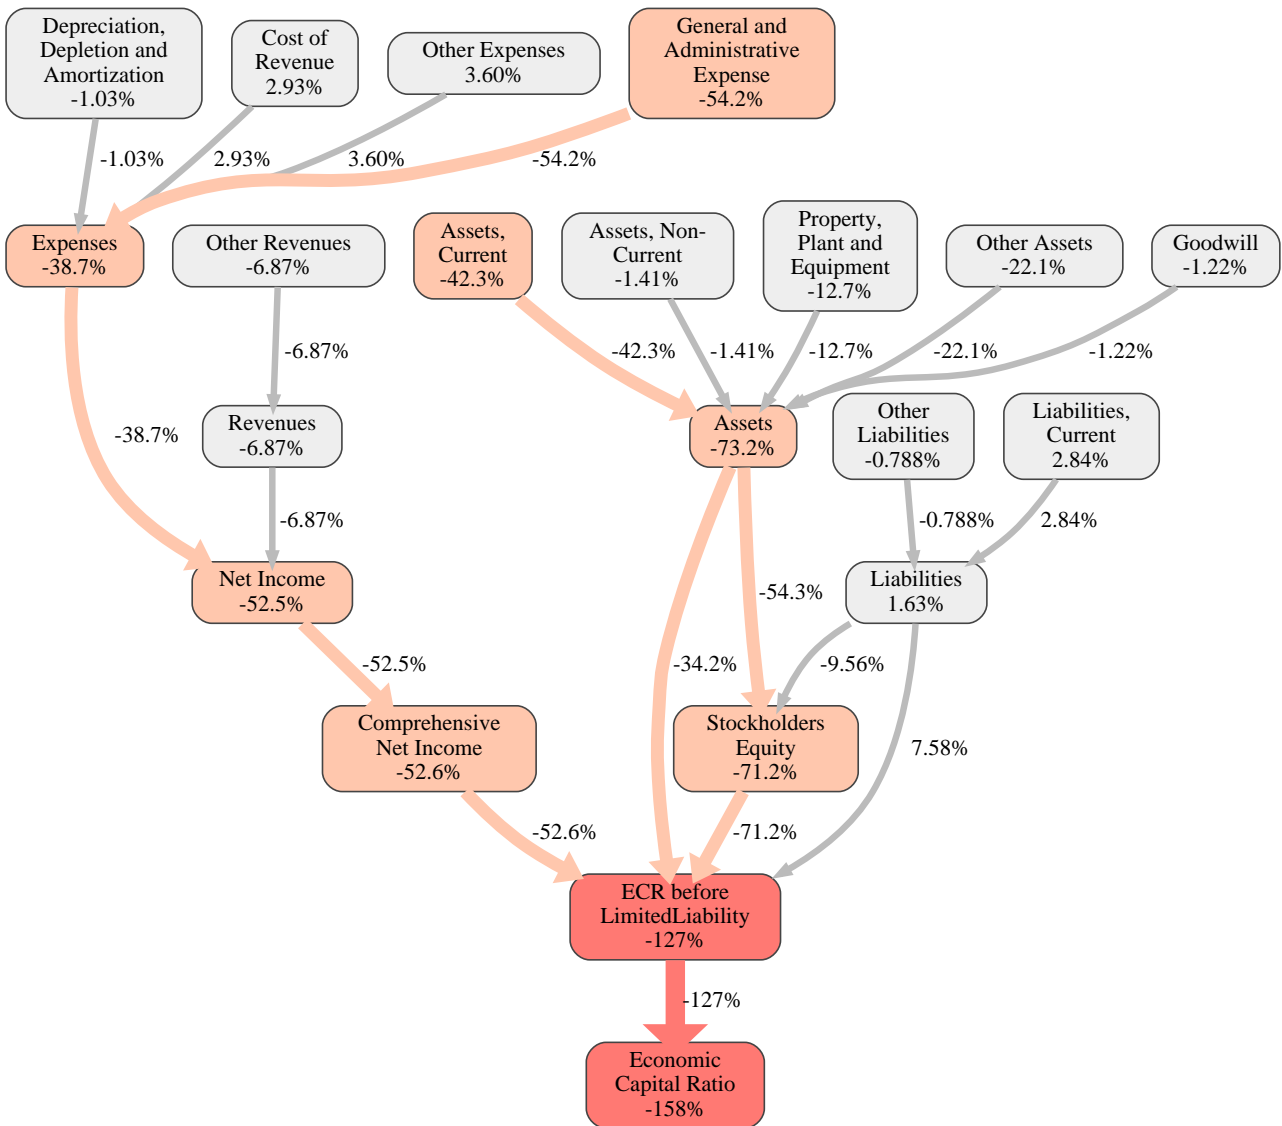 Depreciation,
Depletion and
Amortization
-1.03%
Cost of
Revenue
2.93%
Other Expenses
3.60%
General and
Administrative
Expense
-54.2%
-1.03%
2.93%
3.60%
-54.2%
Expenses
-38.7%
Other Revenues
-6.87%
Assets,
Current
-42.3%
Assets, Non-
Current
-1.41%
Property,
Plant and
Equipment
-12.7%
Other Assets
-22.1%
Goodwill
-1.22%
-6.87%
-42.3%
-1.41%
-12.7%
-22.1%
-1.22%
-38.7%
Revenues
-6.87%
Assets
-73.2%
Other
Liabilities
-0.788%
Liabilities,
Current
2.84%
-6.87%
-0.788%
2.84%
Net Income
-52.5%
-54.3%
Liabilities
1.63%
-52.5%
-34.2%
-9.56%
Comprehensive
Net Income
-52.6%
Stockholders
Equity
-71.2%
7.58%
-52.6%
-71.2%
ECR before
LimitedLiability
-127%
-127%
Economic
Capital Ratio
-158%